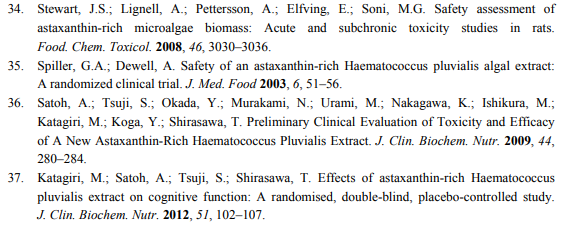 34. Stewart, J.S.; Lignell, A.; Pettersson, A.; Elfving, E.; Soni, M.G. Safety assessment of
astaxanthin-rich microalgae biomass: Acute and subchronic toxicity studies in rats.
Food. Chem. Toxicol. 2008, 46, 3030–3036.
35. Spiller, G.A.; Dewell, A. Safety of an astaxanthin-rich Haematococcus pluvialis algal extract:
A randomized clinical trial. J. Med. Food 2003, 6, 51–56.
36. Satoh, A.; Tsuji, S.; Okada, Y.; Murakami, N.; Urami, M.; Nakagawa, K.; Ishikura, M.;
Katagiri, M.; Koga, Y.; Shirasawa, T. Preliminary Clinical Evaluation of Toxicity and Efficacy
of A New Astaxanthin-Rich Haematococcus Pluvialis Extract. J. Clin. Biochem. Nutr. 2009, 44,
280–284.
37. Katagiri, M.; Satoh, A.; Tsuji, S.; Shirasawa, T. Effects of astaxanthin-rich Haematococcus
pluvialis extract on cognitive function: A randomised, double-blind, placebo-controlled study.
J. Clin. Biochem. Nutr. 2012, 51, 102–107.